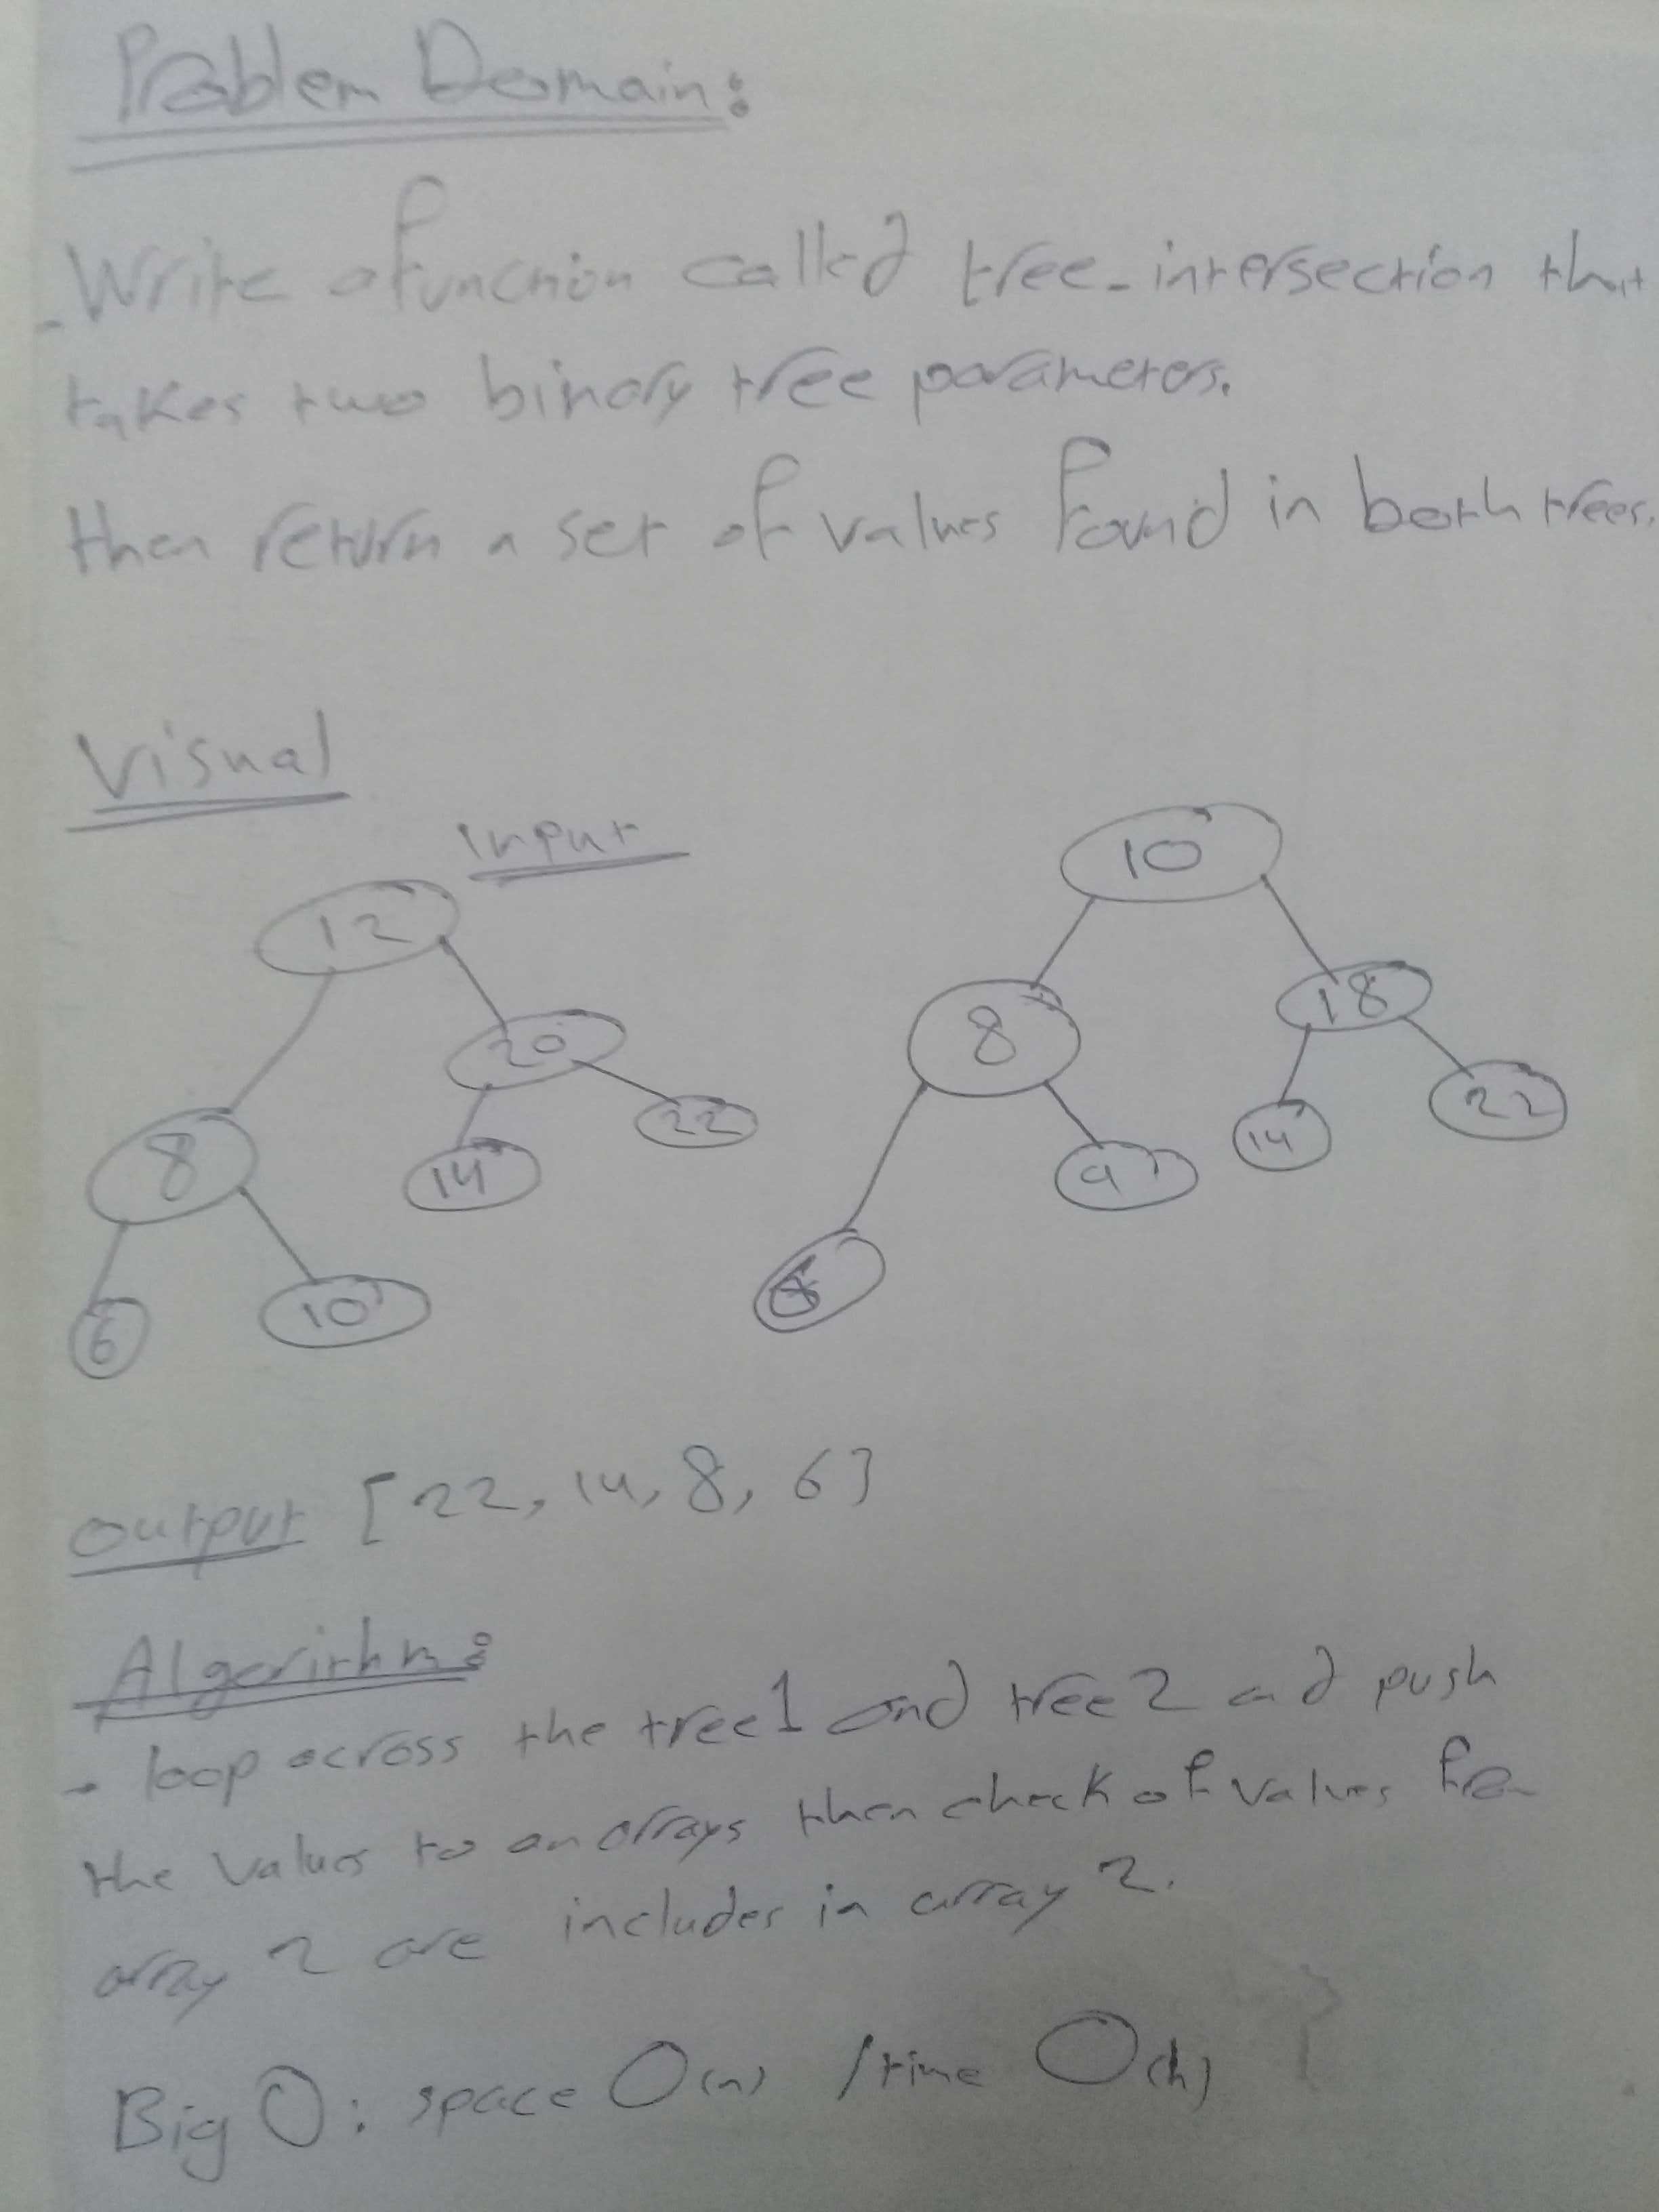 Problem Domain:
- Write a function called tree_intersection that
takes two binary tree parameters.
then return a set of values found in both trees.
Visual
input
12
20
8
14
22
6
10
10
8
18
14
22
9
output [22, 14, 8, 6]
Algorithm:
- loop across the tree1 and tree2 and push
the values to an arrays then check of values from
array 2 are includes in array 2.
Big O: space O(n) / time O(h)